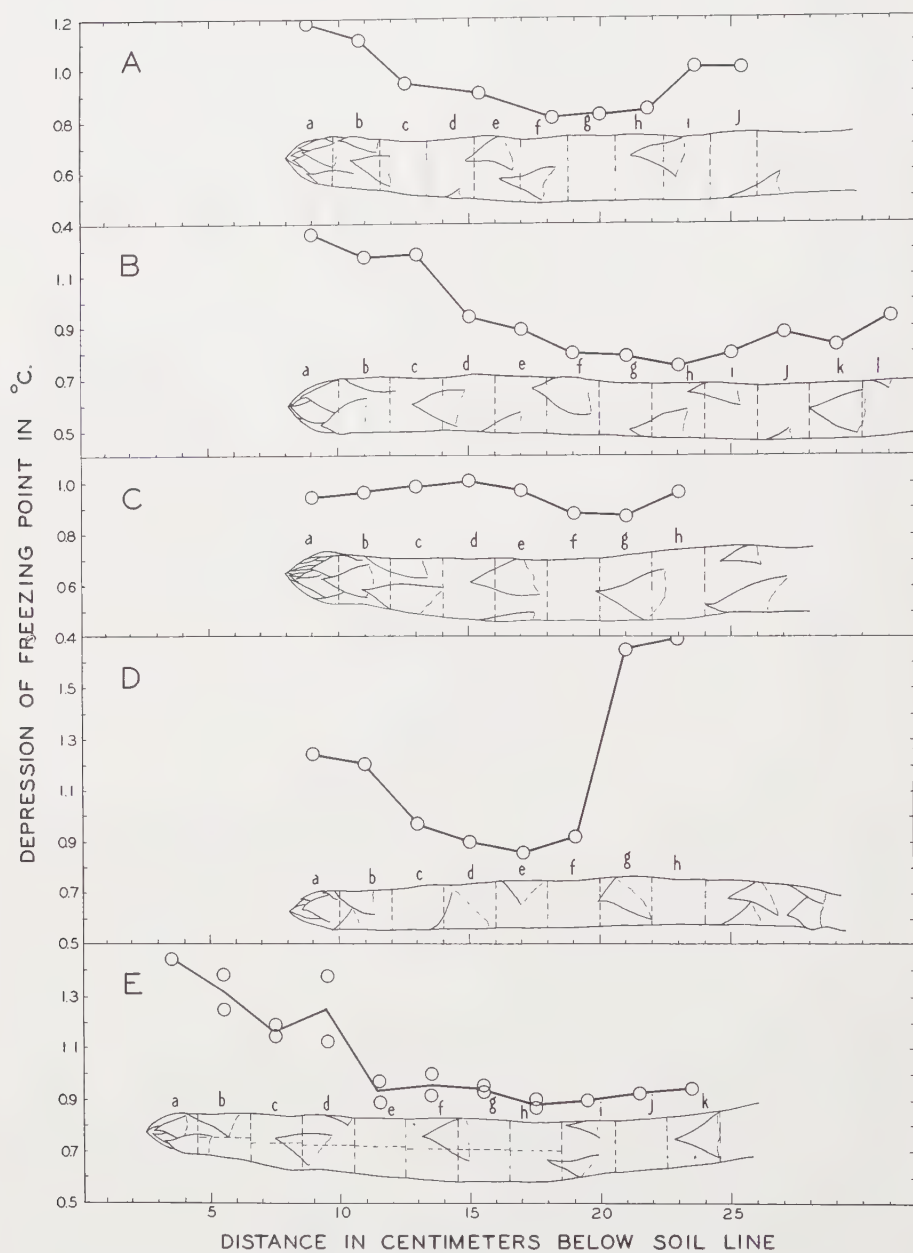 1.2
A
1.0
0.8
a b c d e f g h i j
0.6
0.4
B
1.1
0.9
0.7
a b c d e f g h i j k l
0.5
C
1.0
0.8
a b c d e f g h
0.6
0.4
D
1.5
1.3
1.1
0.9
0.7
a b c d e f g h
0.5
E
1.3
1.1
0.9
a b c d e f g h i j k
0.7
0.5
5 10 15 20 25
DISTANCE IN CENTIMETERS BELOW SOIL LINE
DEPRESSION OF FREEZING POINT IN °C.